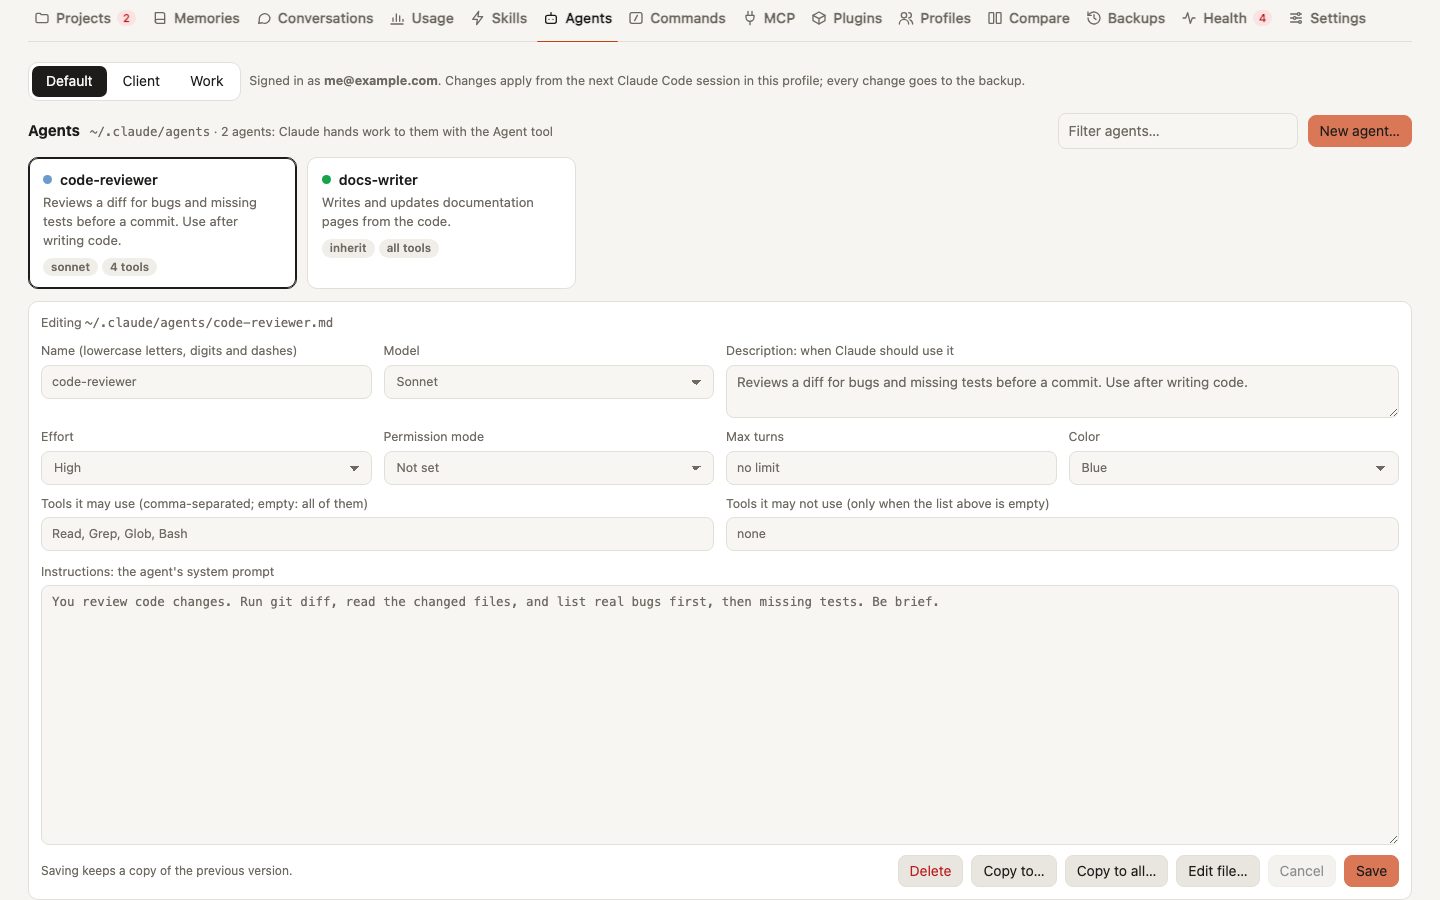 Projects 2 Memories Conversations Usage Skills Agents Commands MCP Plugins Profiles Compare Backups Health 4 Settings
Default Client Work Signed in as me@example.com. Changes apply from the next Claude Code session in this profile; every change goes to the backup.
Agents ~/.claude/agents · 2 agents: Claude hands work to them with the Agent tool Filter agents... New agent...
code-reviewer
Reviews a diff for bugs and missing
tests before a commit. Use after
writing code.
sonnet 4 tools
docs-writer
Writes and updates documentation
pages from the code.
inherit all tools
Editing ~/.claude/agents/code-reviewer.md
Name (lowercase letters, digits and dashes) Model Description: when Claude should use it
code-reviewer Sonnet Reviews a diff for bugs and missing tests before a commit. Use after writing code.
Effort Permission mode Max turns Color
High Not set no limit Blue
Tools it may use (comma-separated; empty: all of them) Tools it may not use (only when the list above is empty)
Read, Grep, Glob, Bash none
Instructions: the agent's system prompt
You review code changes. Run git diff, read the changed files, and list real bugs first, then missing tests. Be brief.
Saving keeps a copy of the previous version. Delete Copy to... Copy to all... Edit file... Cancel Save